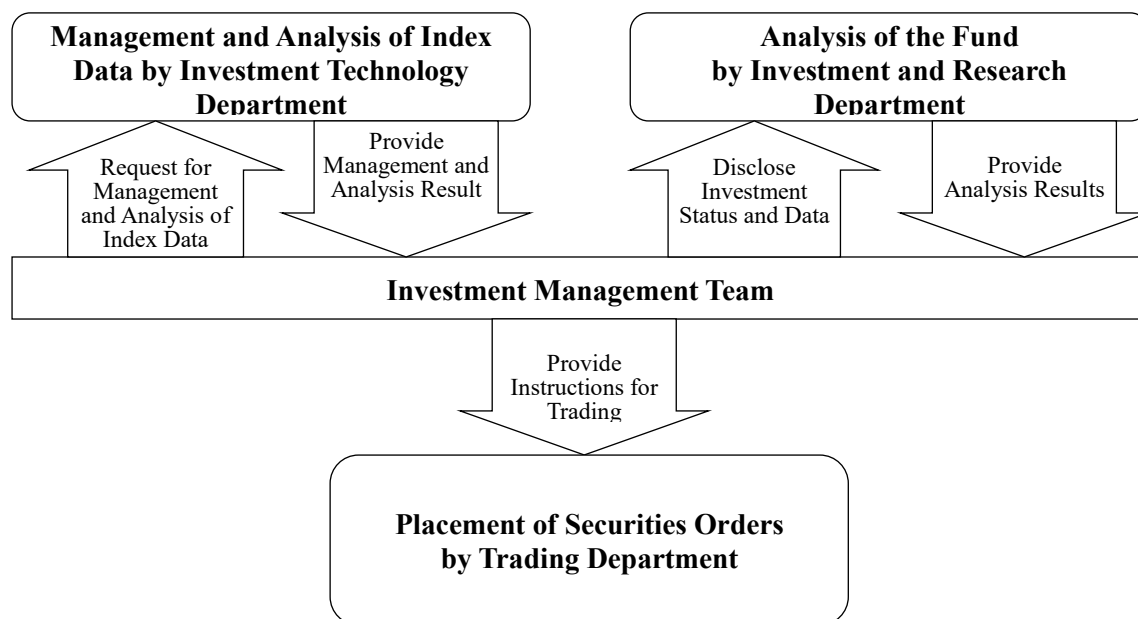 Management and Analysis of Index
Data by Investment Technology
Department
Analysis of the Fund
by Investment and Research
Department
Request for
Management
and Analysis of
Index Data
Provide
Management and
Analysis Result
Disclose
Investment
Status and Data
Provide
Analysis Results
Investment Management Team
Provide
Instructions for
Trading
Placement of Securities Orders
by Trading Department